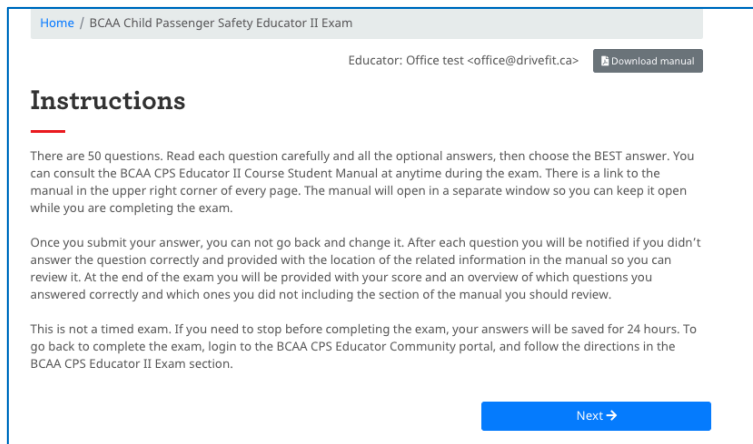 Home / BCAA Child Passenger Safety Educator II Exam
Educator: Office test <office@drivefit.ca> Download manual
Instructions
There are 50 questions. Read each question carefully and all the optional answers, then choose the BEST answer. You
can consult the BCAA CPS Educator II Course Student Manual at anytime during the exam. There is a link to the
manual in the upper right corner of every page. The manual will open in a separate window so you can keep it open
while you are completing the exam.
Once you submit your answer, you can not go back and change it. After each question you will be notified if you didn't
answer the question correctly and provided with the location of the related information in the manual so you can
review it. At the end of the exam you will be provided with your score and an overview of which questions you
answered correctly and which ones you did not including the section of the manual you should review.
This is not a timed exam. If you need to stop before completing the exam, your answers will be saved for 24 hours. To
go back to complete the exam, login to the BCAA CPS Educator Community portal, and follow the directions in the
BCAA CPS Educator II Exam section.
Next →